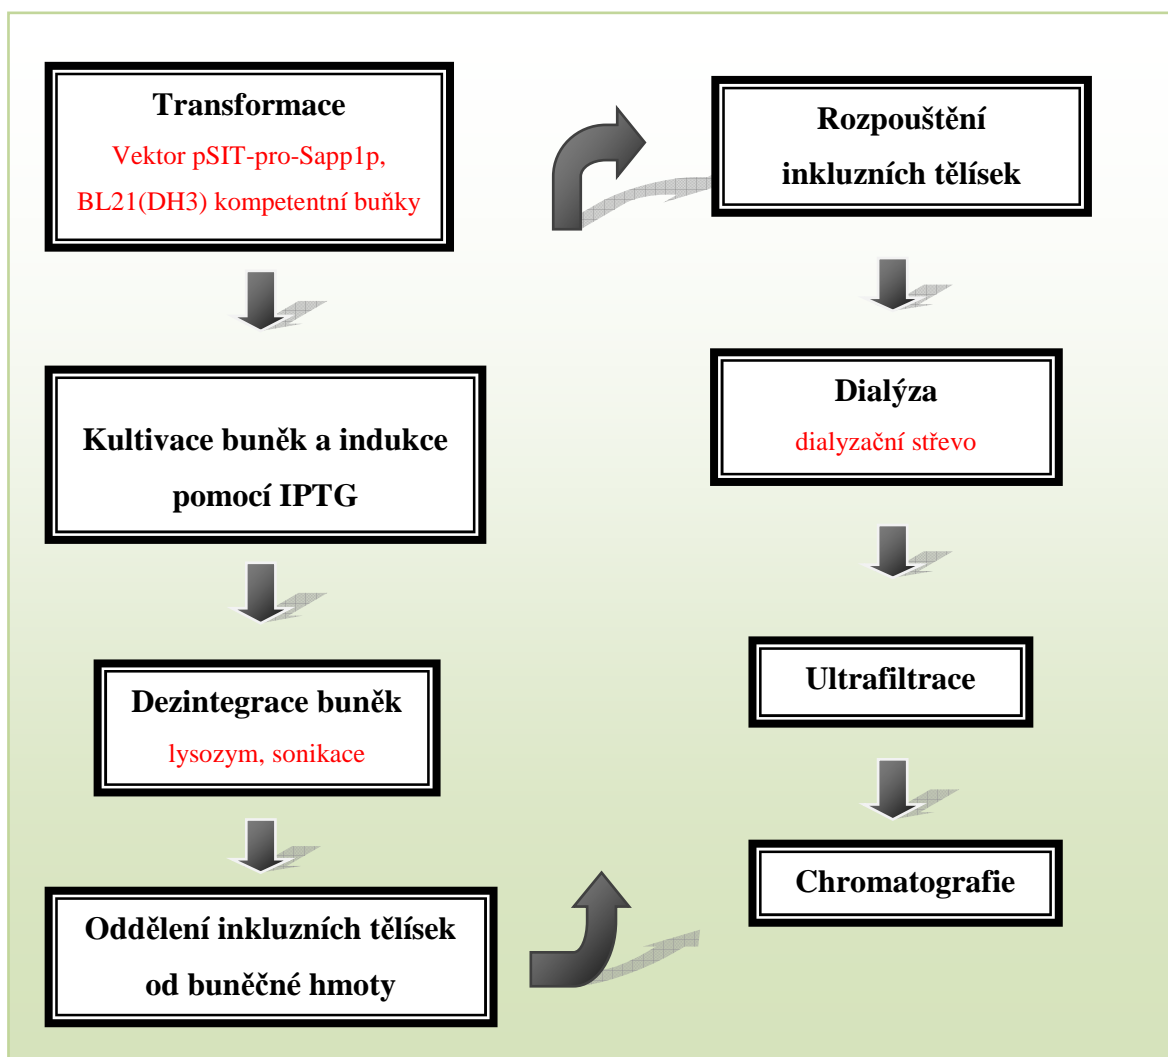 Transformace
Vektor pSIT-pro-Sapp1p,
BL21(DH3) kompetentní buňky
Kultivace buněk a indukce
pomocí IPTG
Dezintegrace buněk
lysozym, sonikace
Oddělení inkluzních tělísek
od buněčné hmoty
Rozpouštění
inkluzních tělísek
Dialýza
dialyzační střevo
Ultrafiltrace
Chromatografie